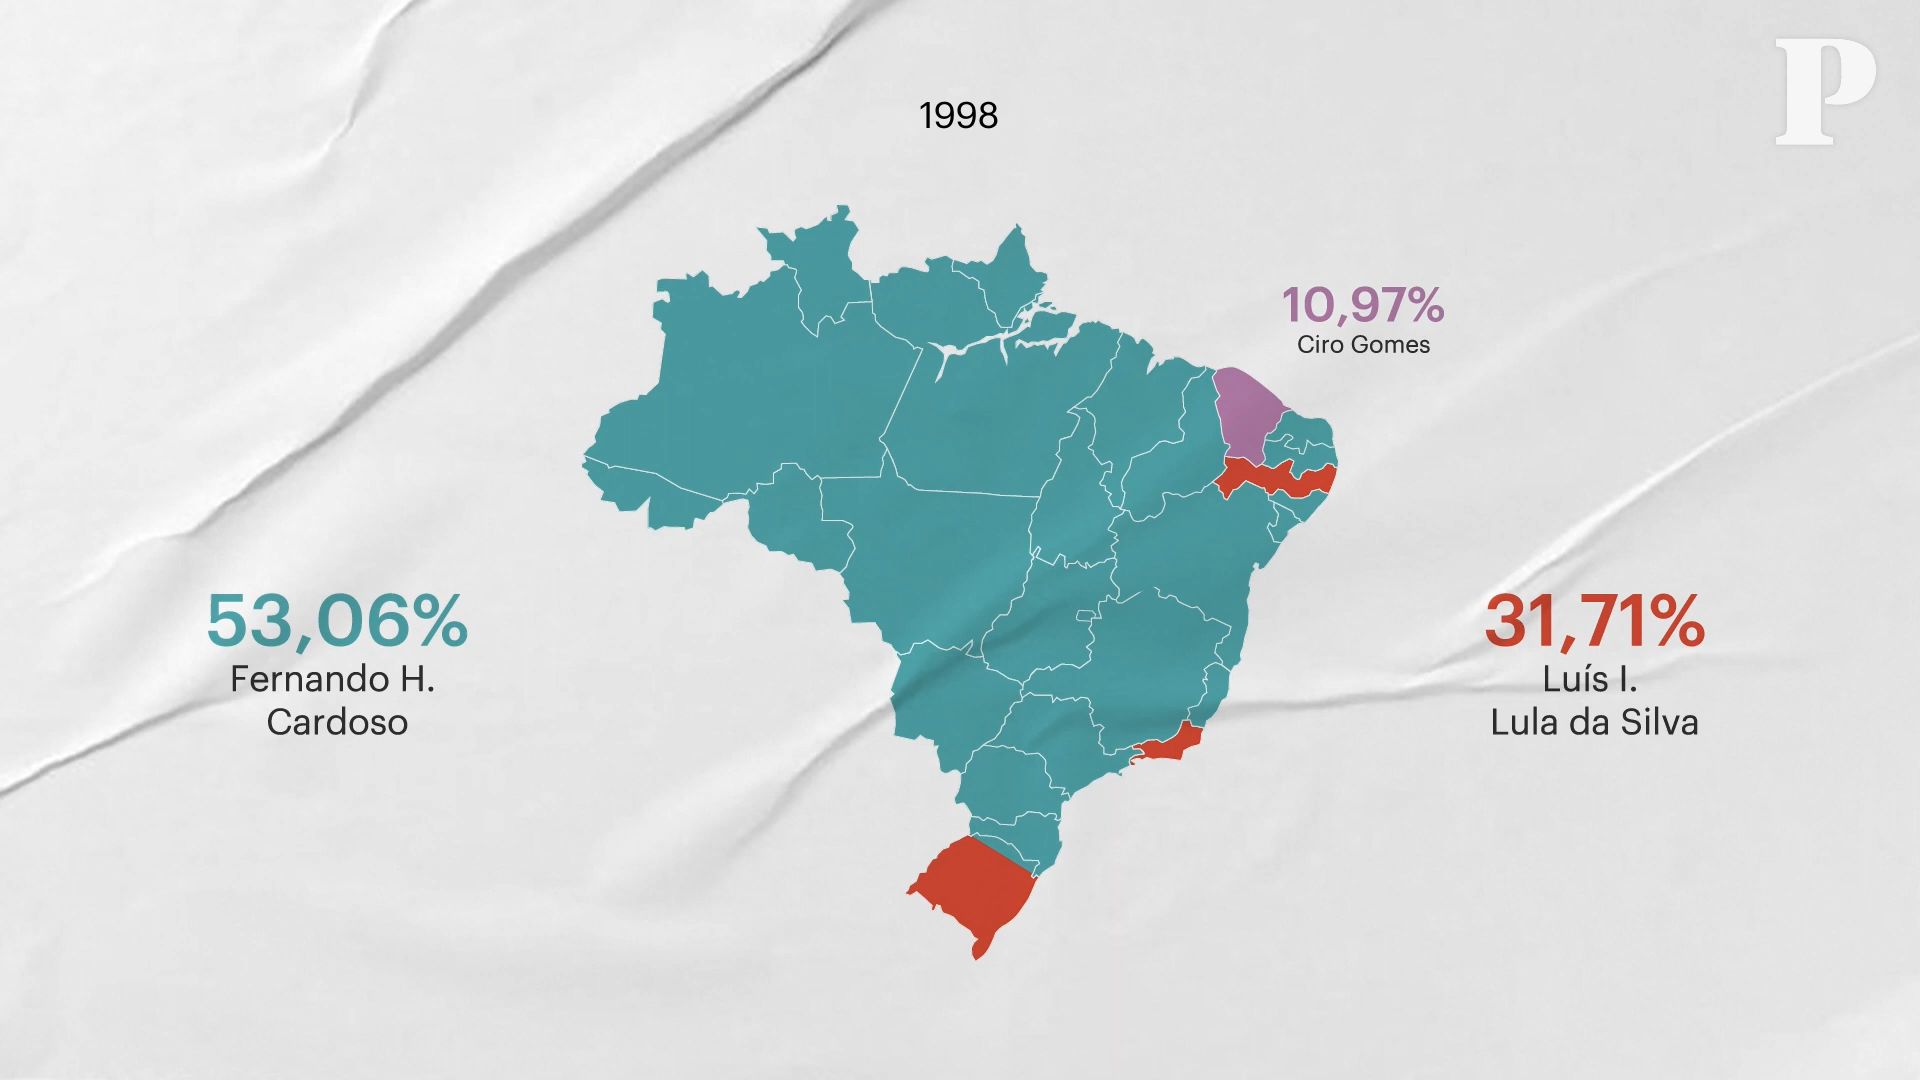 1998
P
10,97%
Ciro Gomes
53,06%
Fernando H.
Cardoso
31,71%
Luís I.
Lula da Silva